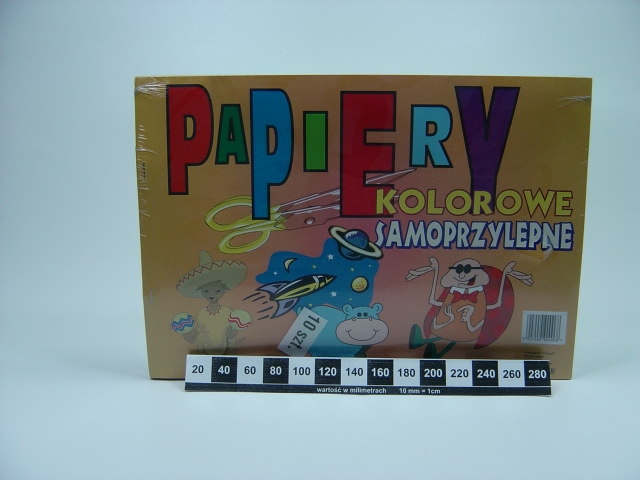 PAPIERY
KOLOROWE
SAMOPRZYLEPNE
10 szt.
20 40 60 80 100 120 140 160 180 200 220 240 260 280
wartość w milimetrach 10 mm = 1cm